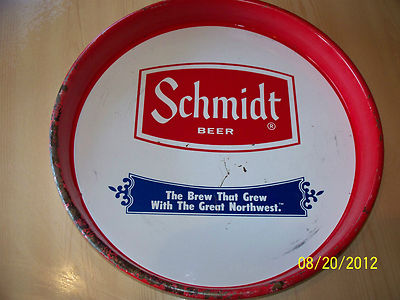 Schmidt®
BEER
The Brew That Grew
With The Great Northwest.™
08/20/2012